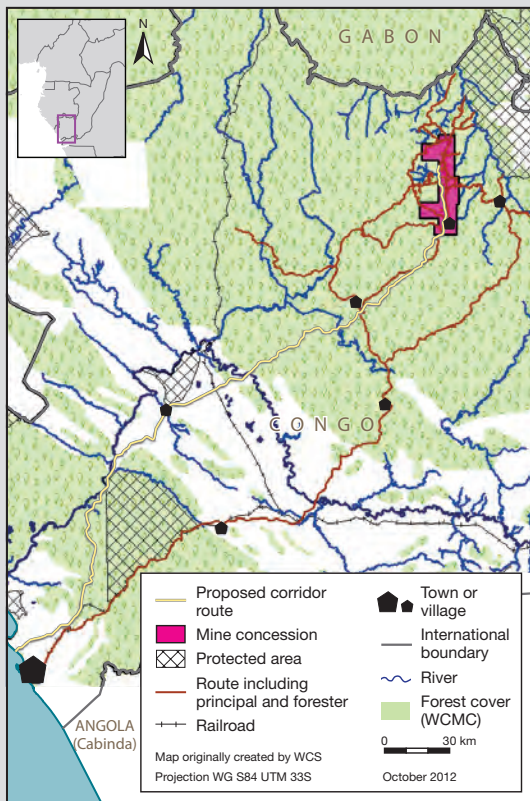 N
GABON
CONGO
ANGOLA
(Cabinda)
Proposed corridor
route
Mine concession
Protected area
Route including
principal and forester
Railroad
Town or
village
International
boundary
River
Forest cover
(WCMC)
0 30 km
Map originally created by WCS
Projection WG S84 UTM 33S
October 2012